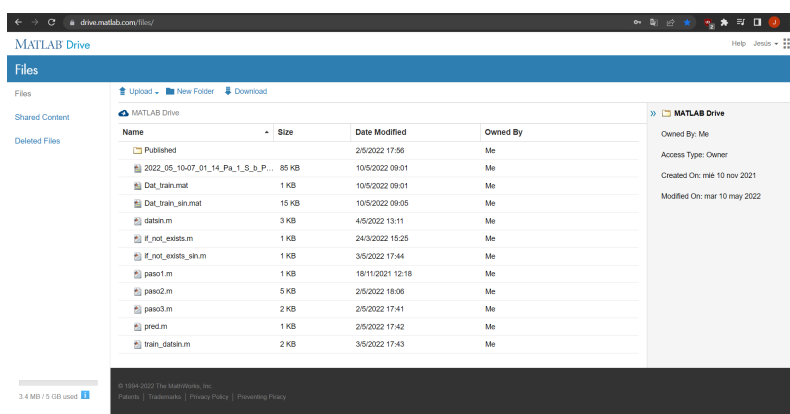 drive.matlab.com/files/
MATLAB Drive
Help Jesús
Files
Files
Shared Content
Deleted Files
Upload New Folder Download
MATLAB Drive
Name Size Date Modified Owned By
Published 2/5/2022 17:56 Me
2022_05_10-07_01_14_Pa_1_S_b_P... 85 KB 10/5/2022 09:01 Me
Dat_train.mat 1 KB 10/5/2022 09:01 Me
Dat_train_sin.mat 15 KB 10/5/2022 09:05 Me
datsin.m 3 KB 4/5/2022 13:11 Me
if_not_exists.m 1 KB 24/3/2022 15:25 Me
if_not_exists_sin.m 1 KB 3/5/2022 17:44 Me
paso1.m 1 KB 18/11/2021 12:18 Me
paso2.m 5 KB 2/5/2022 18:06 Me
paso3.m 2 KB 2/5/2022 17:41 Me
pred.m 1 KB 2/5/2022 17:42 Me
train_datsin.m 2 KB 3/5/2022 17:43 Me
» MATLAB Drive
Owned By: Me
Access Type: Owner
Created On: mié 10 nov 2021
Modified On: mar 10 may 2022
3.4 MB / 5 GB used i
© 1994-2022 The MathWorks, Inc.
Patents | Trademarks | Privacy Policy | Preventing Piracy